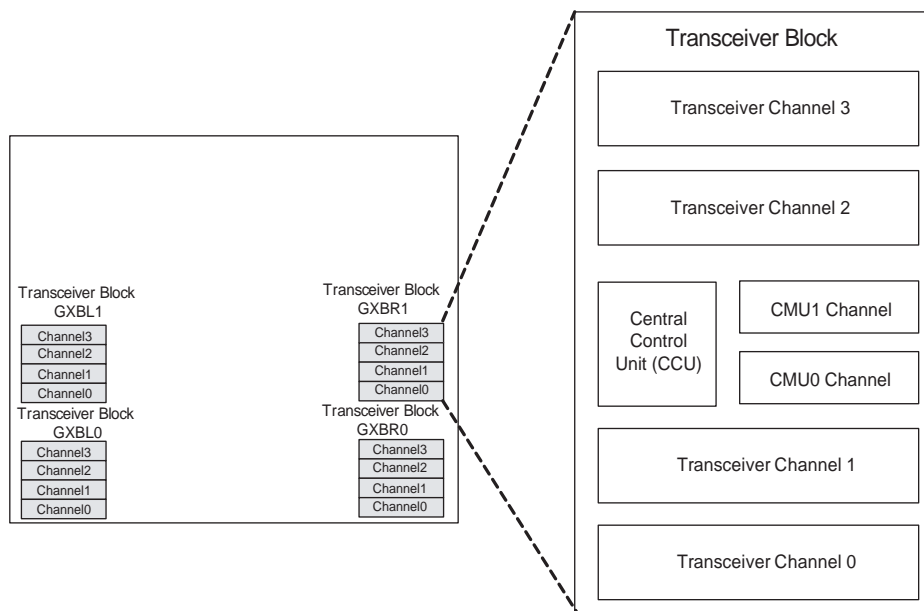 Transceiver Block
GXBL1
Channel3
Channel2
Channel1
Channel0
Transceiver Block
GXBL0
Channel3
Channel2
Channel1
Channel0
Transceiver Block
GXBR1
Channel3
Channel2
Channel1
Channel0
Transceiver Block
GXBR0
Channel3
Channel2
Channel1
Channel0
Transceiver Block
Transceiver Channel 3
Transceiver Channel 2
Central
Control
Unit (CCU)
CMU1 Channel
CMU0 Channel
Transceiver Channel 1
Transceiver Channel 0